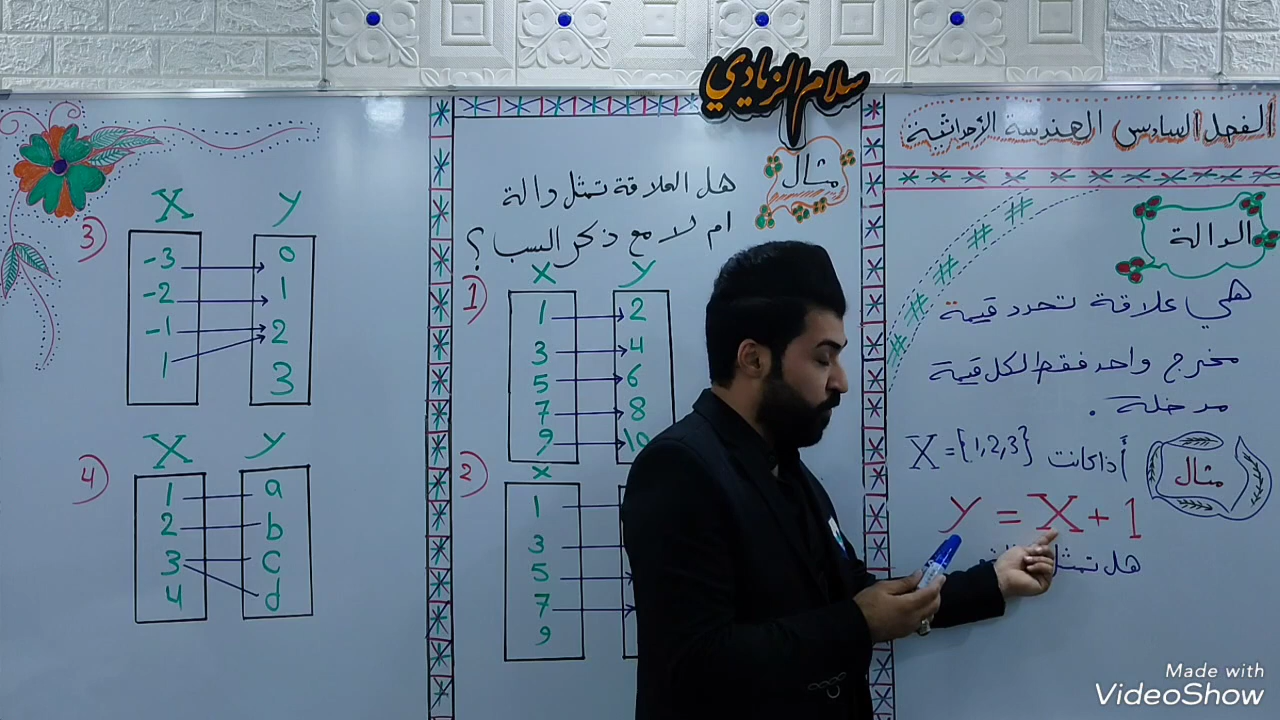 سلام الزيادي
الفصل السادس الهندسة الأحداثية
الدالة
هي علاقة تحدد قيمة
مخرج واحد فقط لكل قيمة
مدخلة .
مثال
أذا كانت X = {1,2,3}
y = X + 1
هل تمثل
مثال
هل العلاقة تمثل دالة
ام لا مع ذكر السبب ؟
1)
X y
1 2
3 4
5 6
7 8
9 10
2)
X
1
3
5
7
9
3)
X y
-3 0
-2 1
-1 2
1 3
4)
X y
1 a
2 b
3 c
4 d
Made with
VideoShow